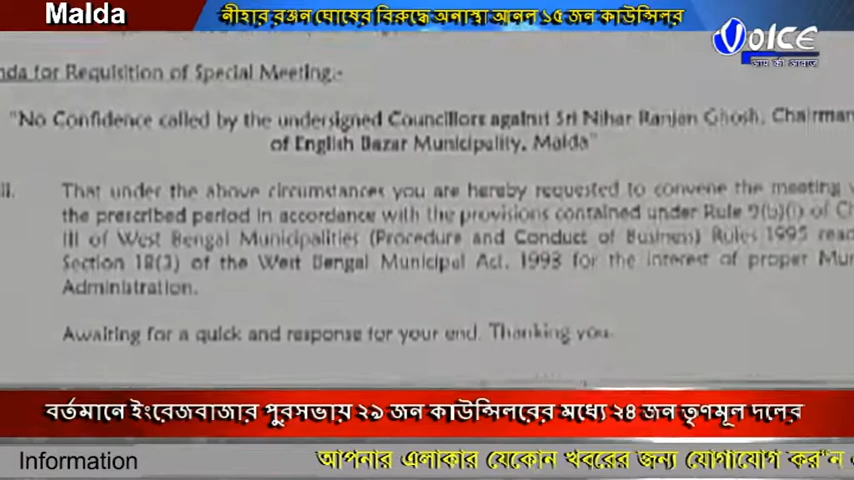 Malda
নীহার রঞ্জন ঘোষের বিরুদ্ধে অনাস্থা আনল ১৫ জন কাউন্সিলর
VOICE
nda for Requisition of Special Meeting:-
"No Confidence called by the undersigned Councillors against Sri Nihar Ranjan Ghosh, Chairman
of English Bazar Municipality, Malda"
ii. That under the above circumstances you are hereby requested to convene the meeting
the prescribed period in accordance with the provisions contained under Rule 9(b)(i) of
III of West Bengal Municipalities (Procedure and Conduct of Business) Rules 1995 read
Section 18(3) of the West Bengal Municipal Act, 1993 for the interest of proper
Administration.
Awaiting for a quick and response for your end. Thanking you.
বর্তমানে ইংরেজবাজার পুরসভায় ২৯ জন কাউন্সিলরের মধ্যে ২৪ জন তৃণমূল দলের
Information আপনার এলাকার যেকোন খবরের জন্য যোগাযোগ করুন